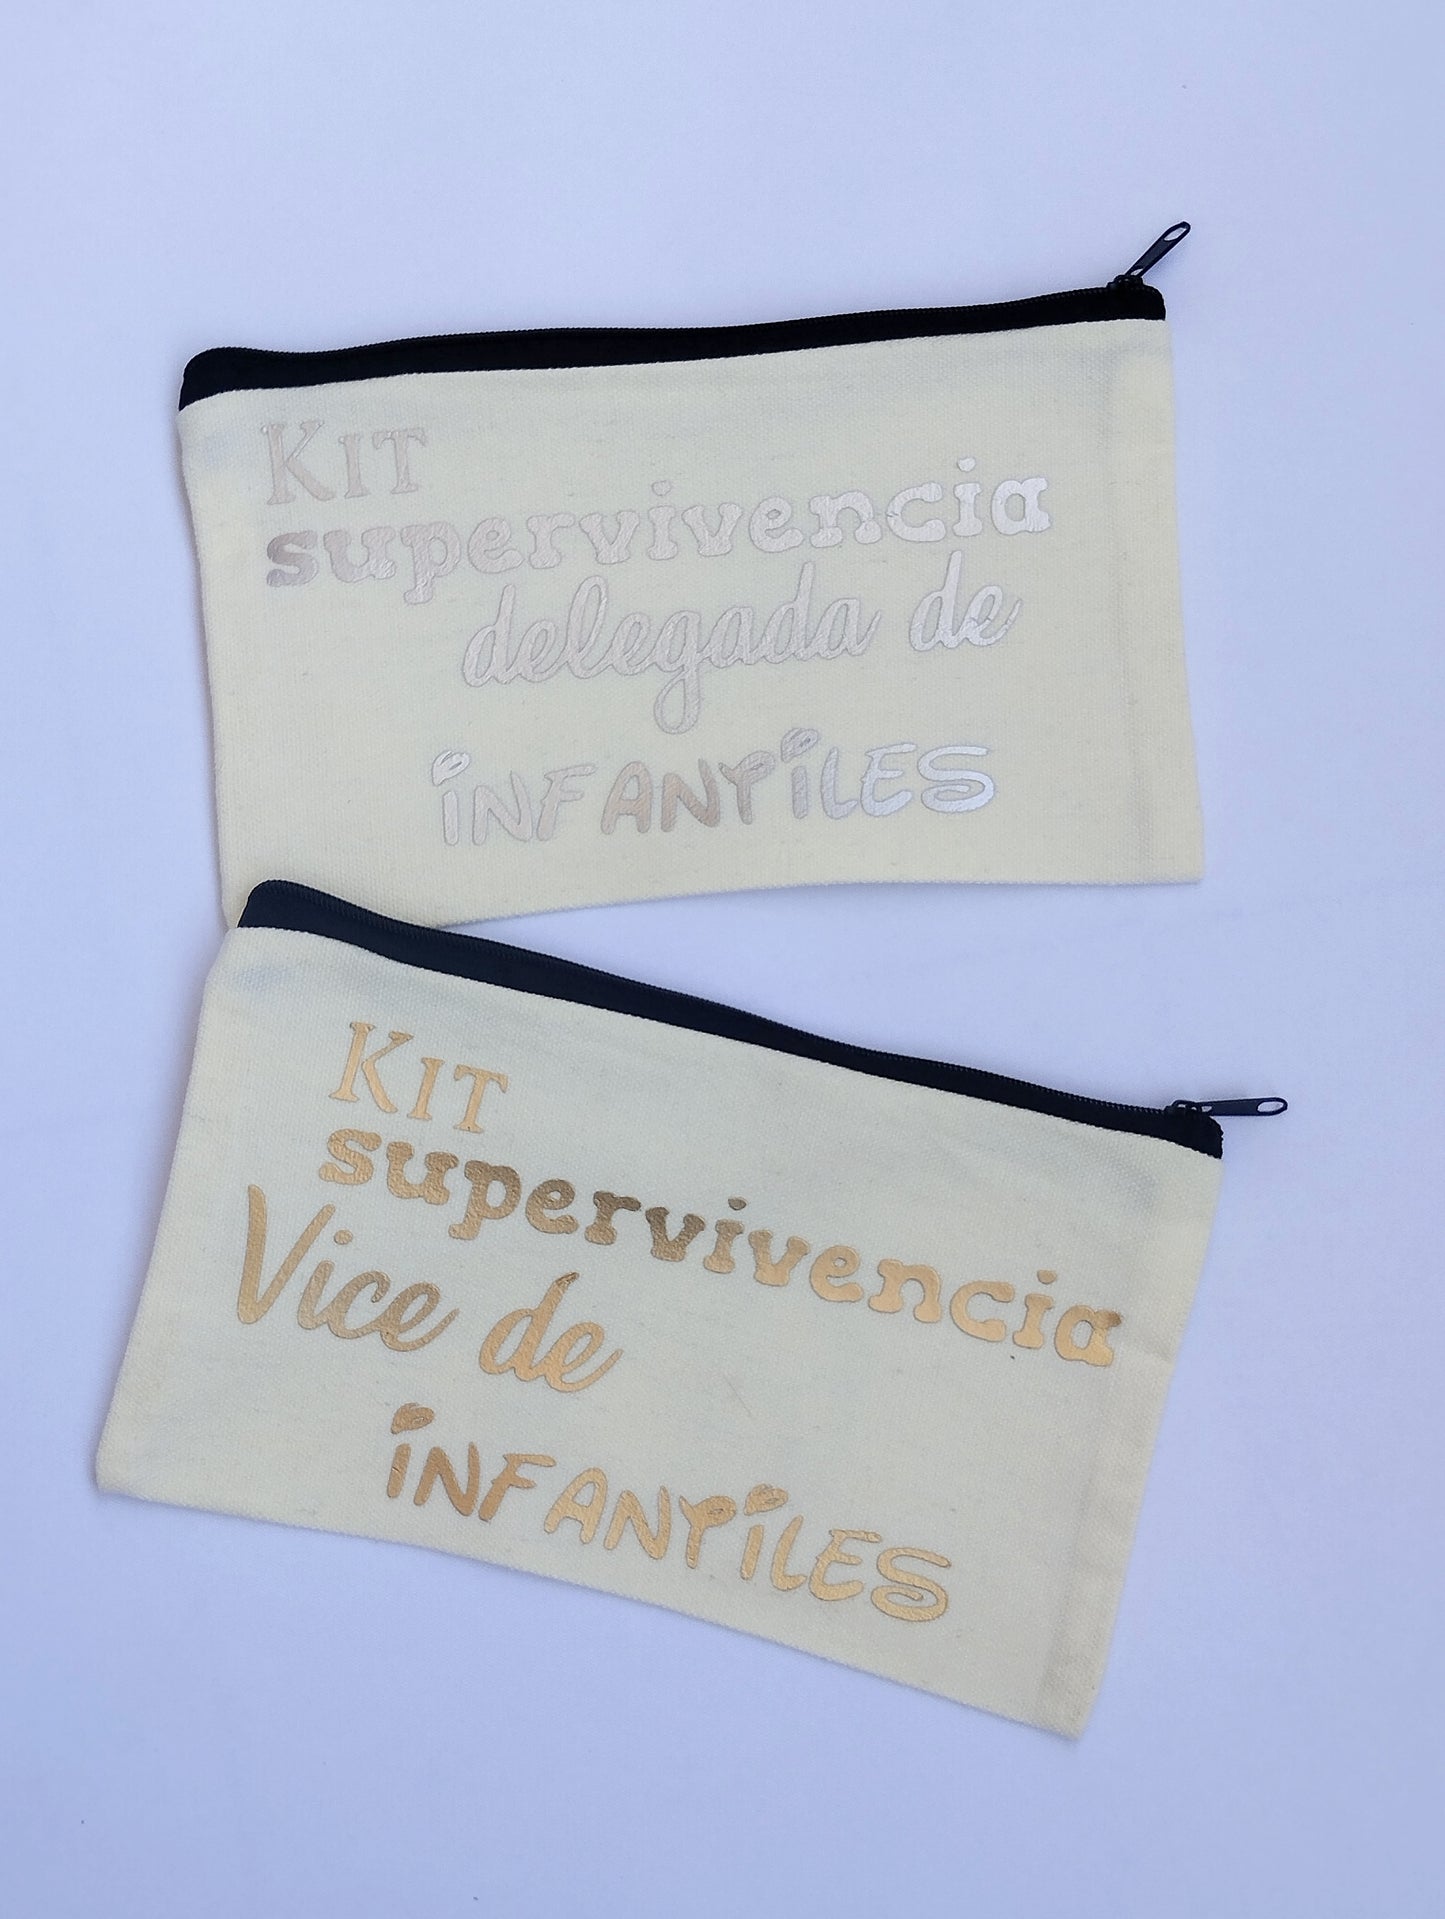 KIT
supervivencia
delegada de
INFANTILES
KIT
supervivencia
Vice de
INFANTILES